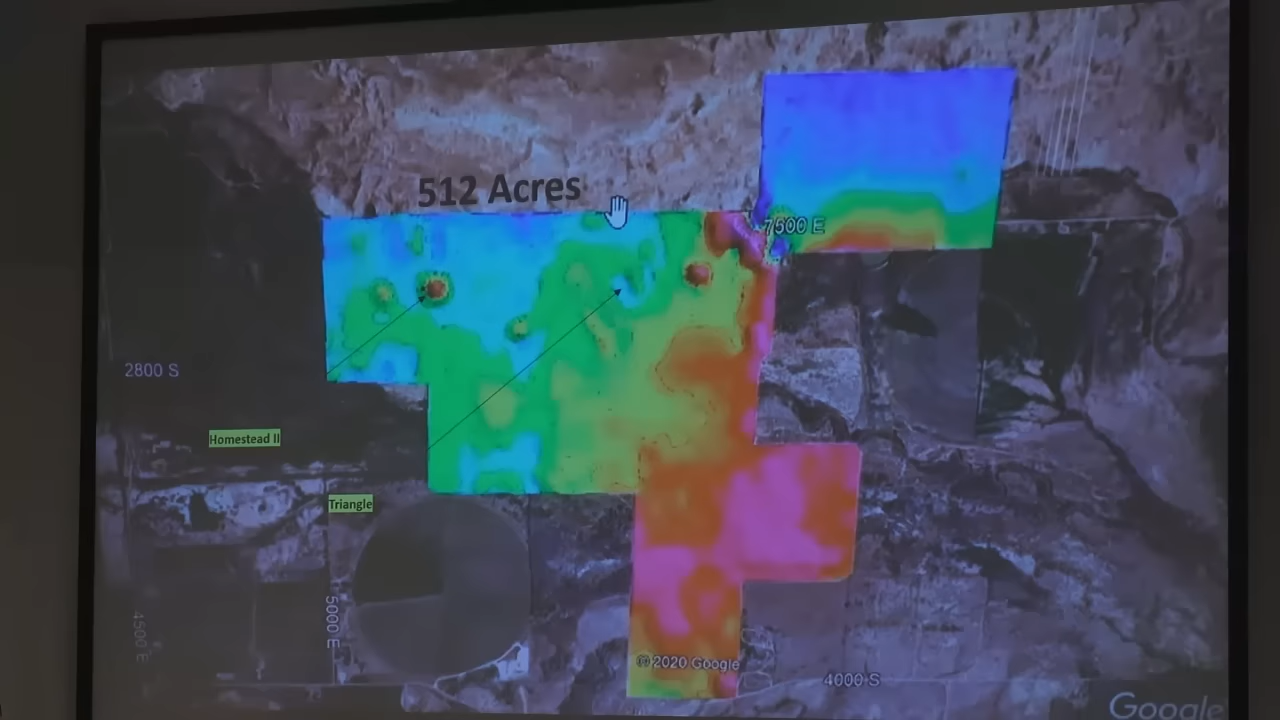 512 Acres
7500 E
2800 S
Homestead II
Triangle
5000 E
4500 E
© 2020 Google
4000 S
Google